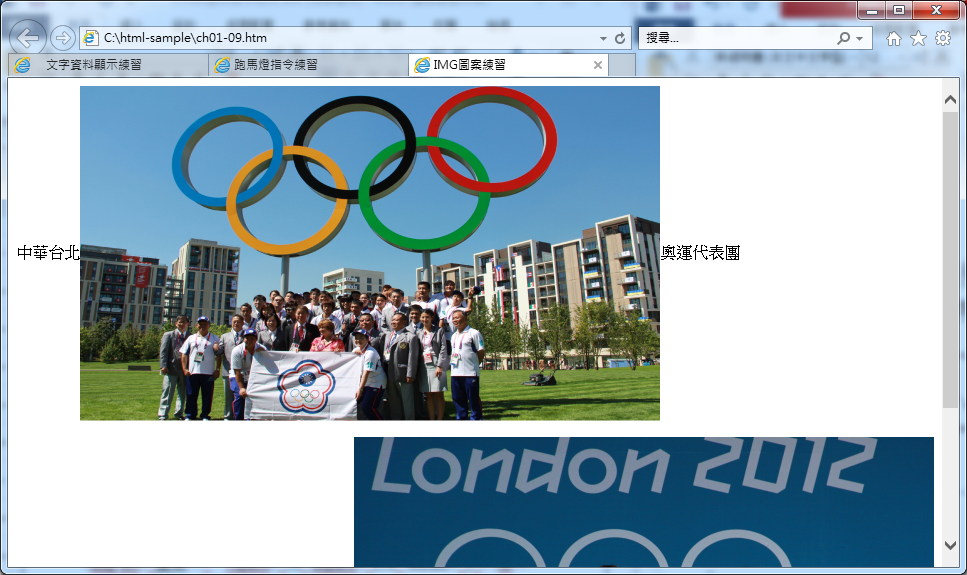 C:\html-sample\ch01-09.htm
搜尋...
文字資料顯示練習
跑馬燈指令練習
IMG圖案練習
中華台北
奧運代表團
London 2012